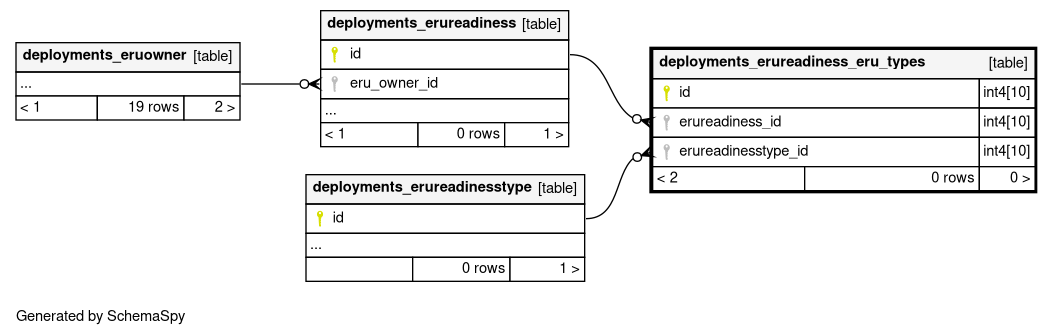 deployments_eruowner [table]
...
< 1 19 rows 2 >
deployments_erureadiness [table]
id
eru_owner_id
...
< 1 0 rows 1 >
deployments_erureadinesstype [table]
id
...
0 rows 1 >
deployments_erureadiness_eru_types [table]
id int4[10]
erureadiness_id int4[10]
erureadinesstype_id int4[10]
< 2 0 rows 0 >
Generated by SchemaSpy